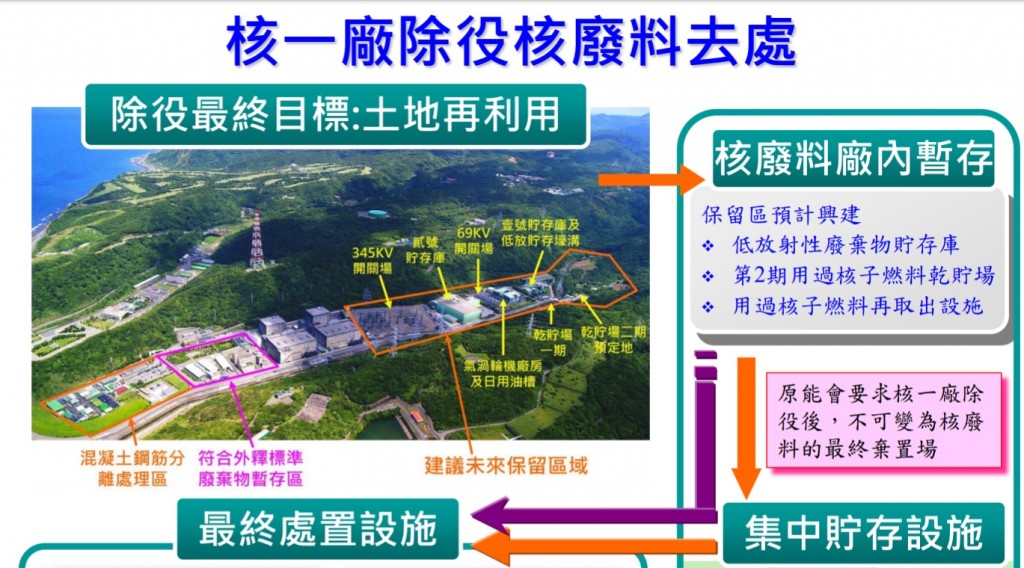 核一廠除役核廢料去處
除役最終目標:土地再利用
345KV
開關場
貳號
貯存庫
69KV
開關場
壹號貯存庫及
低放貯存壕溝
氣渦輪機廠房
及日用油槽
乾貯場
一期
乾貯場二期
預定地
混凝土鋼筋分
離處理區
符合外釋標準
廢棄物暫存區
建議未來保留區域
核廢料廠內暫存
保留區預計興建
❖ 低放射性廢棄物貯存庫
❖ 第2期用過核子燃料乾貯場
❖ 用過核子燃料再取出設施
原能會要求核一廠除
役後，不可變為核廢
料的最終棄置場
最終處置設施
集中貯存設施